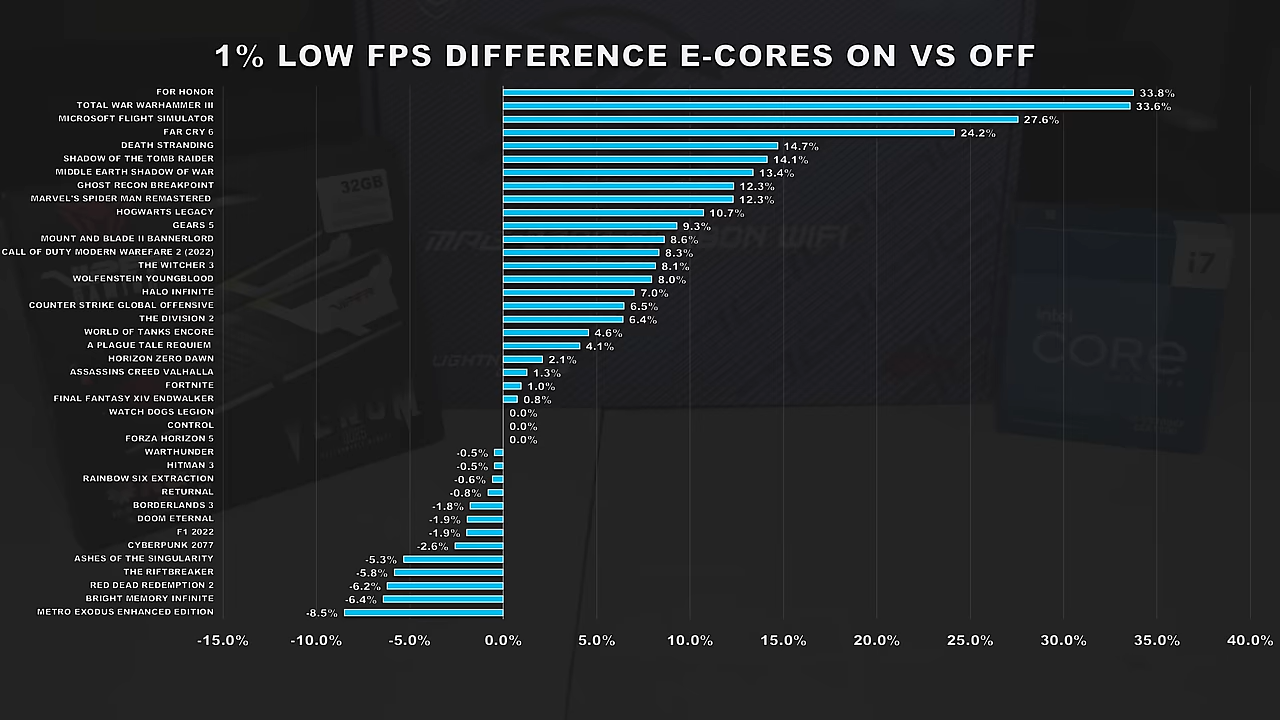 1% LOW FPS DIFFERENCE E-CORES ON VS OFF
FOR HONOR 33.8%
TOTAL WAR WARHAMMER III 33.6%
MICROSOFT FLIGHT SIMULATOR 27.6%
FAR CRY 6 24.2%
DEATH STRANDING 14.7%
SHADOW OF THE TOMB RAIDER 14.1%
MIDDLE EARTH SHADOW OF WAR 13.4%
GHOST RECON BREAKPOINT 12.3%
MARVEL'S SPIDER MAN REMASTERED 12.3%
HOGWARTS LEGACY 10.7%
GEARS 5 9.3%
MOUNT AND BLADE II BANNERLORD 8.6%
CALL OF DUTY MODERN WAREFARE 2 (2022) 8.3%
THE WITCHER 3 8.1%
WOLFENSTEIN YOUNGBLOOD 8.0%
HALO INFINITE 7.0%
COUNTER STRIKE GLOBAL OFFENSIVE 6.5%
THE DIVISION 2 6.4%
WORLD OF TANKS ENCORE 4.6%
A PLAGUE TALE REQUIEM 4.1%
HORIZON ZERO DAWN 2.1%
ASSASSINS CREED VALHALLA 1.3%
FORTNITE 1.0%
FINAL FANTASY XIV ENDWALKER 0.8%
WATCH DOGS LEGION 0.0%
CONTROL 0.0%
FORZA HORIZON 5 0.0%
WARTHUNDER -0.5%
HITMAN 3 -0.5%
RAINBOW SIX EXTRACTION -0.6%
RETURNAL -0.8%
BORDERLANDS 3 -1.8%
DOOM ETERNAL -1.9%
F1 2022 -1.9%
CYBERPUNK 2077 -2.6%
ASHES OF THE SINGULARITY -5.3%
THE RIFTBREAKER -5.8%
RED DEAD REDEMPTION 2 -6.2%
BRIGHT MEMORY INFINITE -6.4%
METRO EXODUS ENHANCED EDITION -8.5%
-15.0% -10.0% -5.0% 0.0% 5.0% 10.0% 15.0% 20.0% 25.0% 30.0% 35.0% 40.0%
32GB
WIFI
i7
intel
CORE